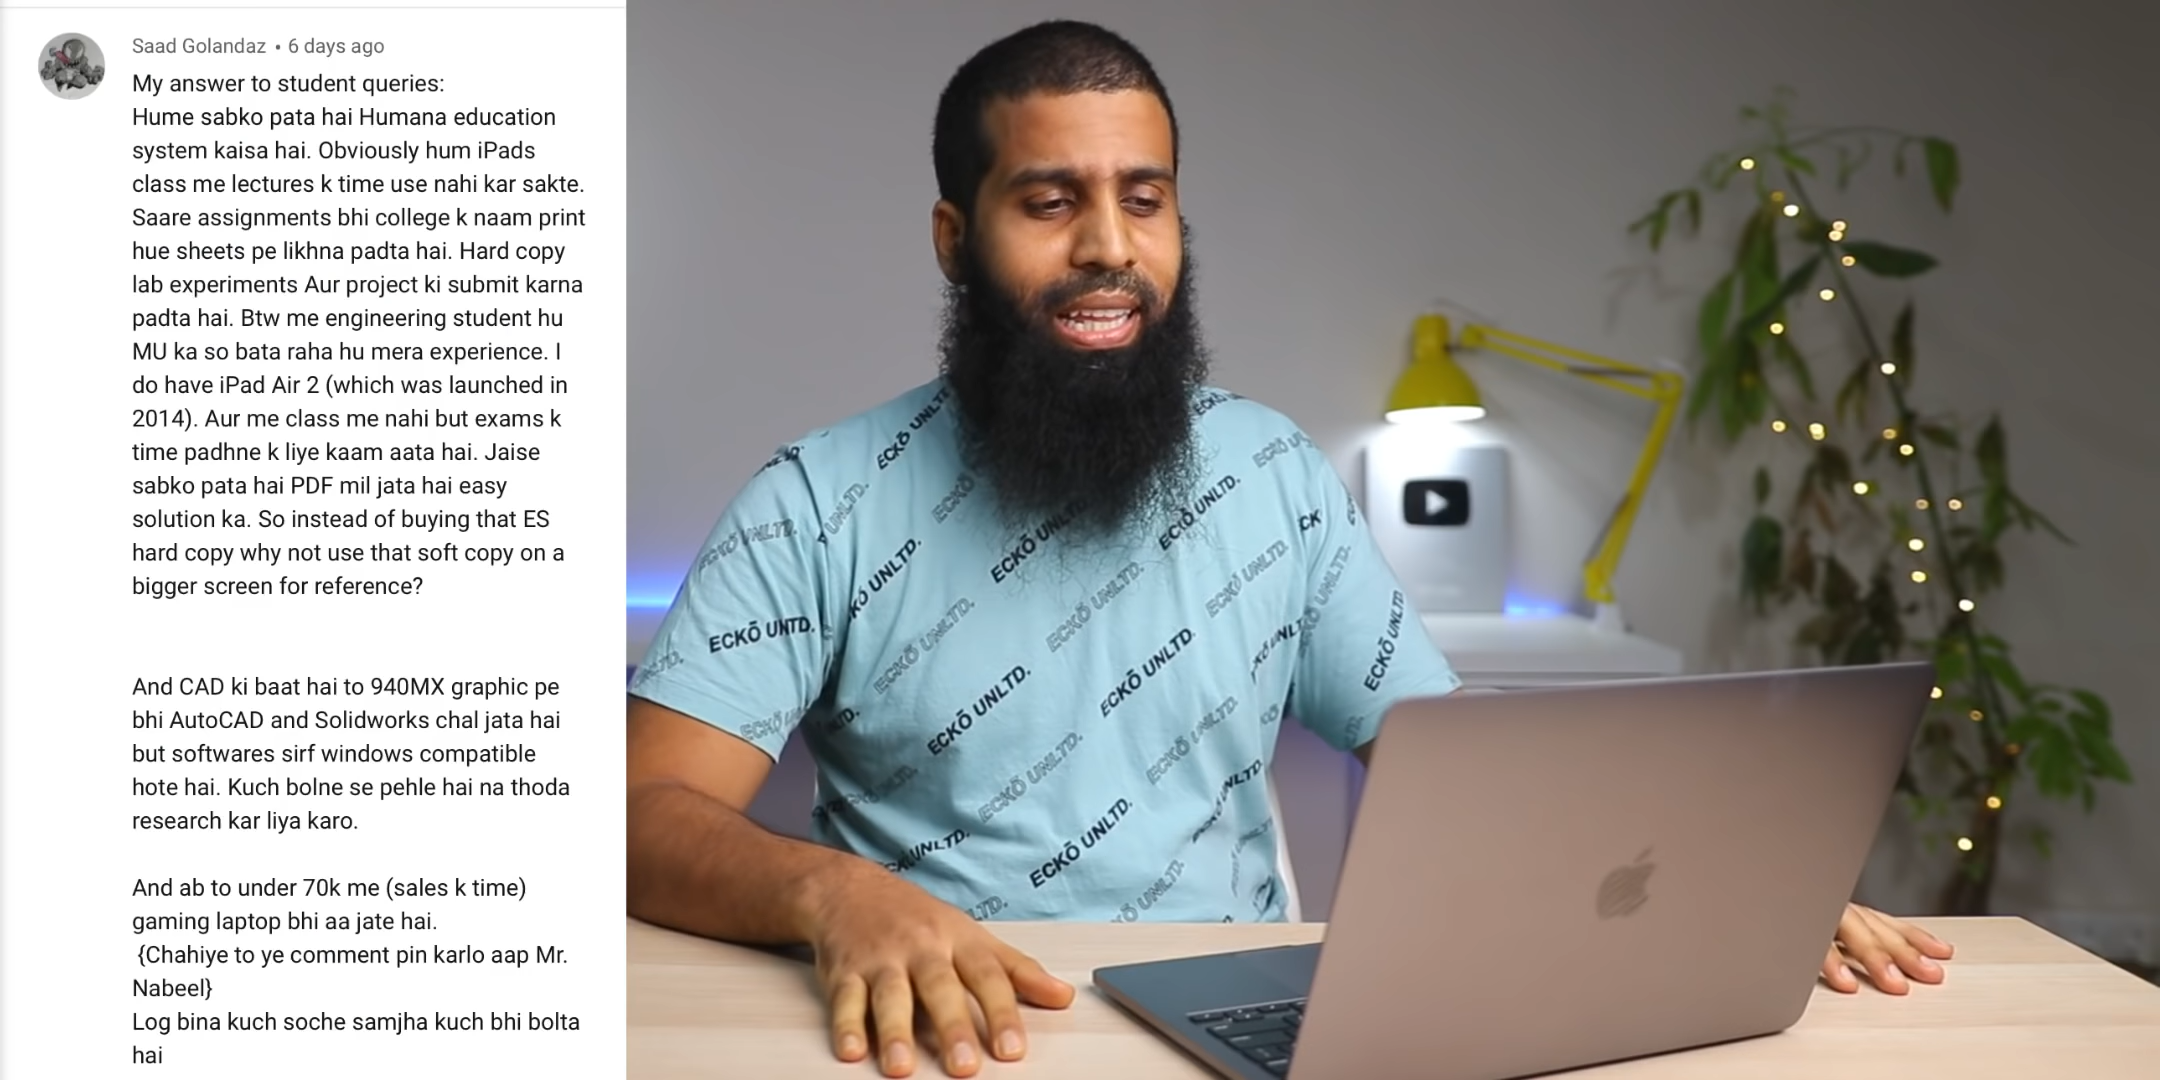 Saad Golandaz • 6 days ago
My answer to student queries:
Hume sabko pata hai Humana education
system kaisa hai. Obviously hum iPads
class me lectures k time use nahi kar sakte.
Saare assignments bhi college k naam print
hue sheets pe likhna padta hai. Hard copy
lab experiments Aur project ki submit karna
padta hai. Btw me engineering student hu
MU ka so bata raha hu mera experience. I
do have iPad Air 2 (which was launched in
2014). Aur me class me nahi but exams k
time padhne k liye kaam aata hai. Jaise
sabko pata hai PDF mil jata hai easy
solution ka. So instead of buying that ES
hard copy why not use that soft copy on a
bigger screen for reference?
And CAD ki baat hai to 940MX graphic pe
bhi AutoCAD and Solidworks chal jata hai
but softwares sirf windows compatible
hote hai. Kuch bolne se pehle hai na thoda
research kar liya karo.
And ab to under 70k me (sales k time)
gaming laptop bhi aa jate hai.
{Chahiye to ye comment pin karlo aap Mr.
Nabeel}
Log bina kuch soche samjha kuch bhi bolta
hai
ECKŌ UNLTD.
ECKŌ UNLTD.
ECKŌ UNLTD.
ECKŌ UNLTD.
ECKŌ UNLTD.
ECKŌ UNLTD.